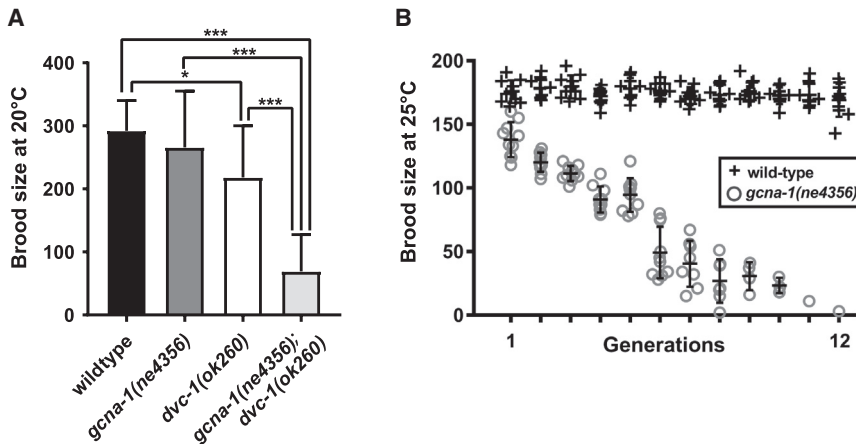 A
Brood size at 20°C
400
300
200
100
0
***
***
*
***
wildtype
gcna-1(ne4356)
dvc-1(ok260)
gcna-1(ne4356);
dvc-1(ok260)
B
Brood size at 25°C
200
150
100
50
0
wild-type
gcna-1(ne4356)
1
Generations
12